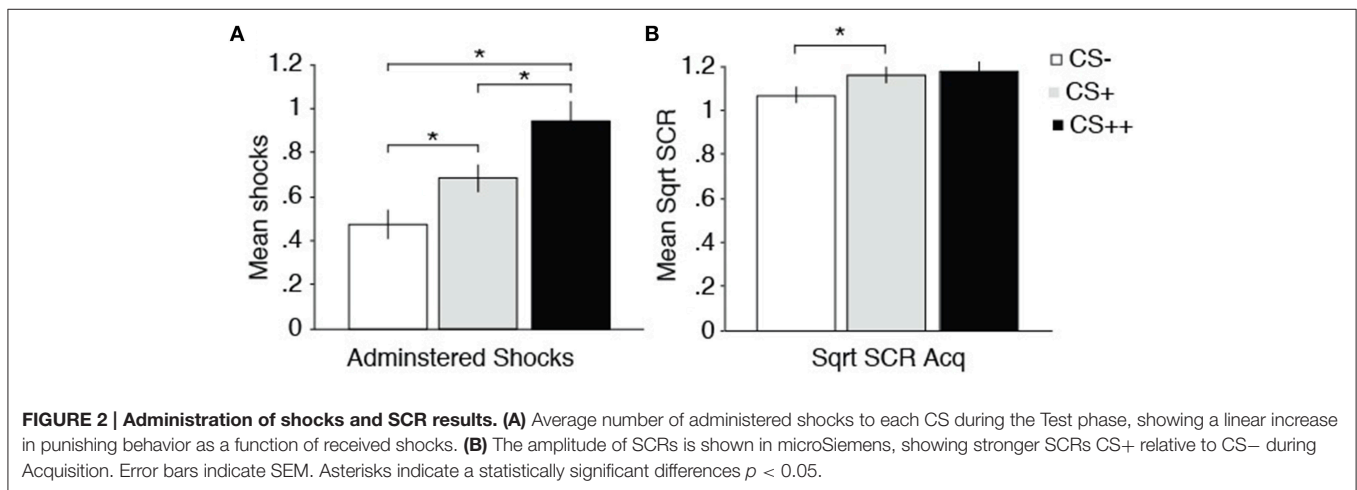 A
1.2
1
.8
.6
.4
.2
0
Mean shocks
*
*
*
Adminstered Shocks
B
1.2
1
.8
.6
.4
.2
0
Mean Sqrt SCR
*
Sqrt SCR Acq
CS-
CS+
CS++
FIGURE 2 | Administration of shocks and SCR results. (A) Average number of administered shocks to each CS during the Test phase, showing a linear increase
in punishing behavior as a function of received shocks. (B) The amplitude of SCRs is shown in microSiemens, showing stronger SCRs CS+ relative to CS− during
Acquisition. Error bars indicate SEM. Asterisks indicate a statistically significant differences p < 0.05.